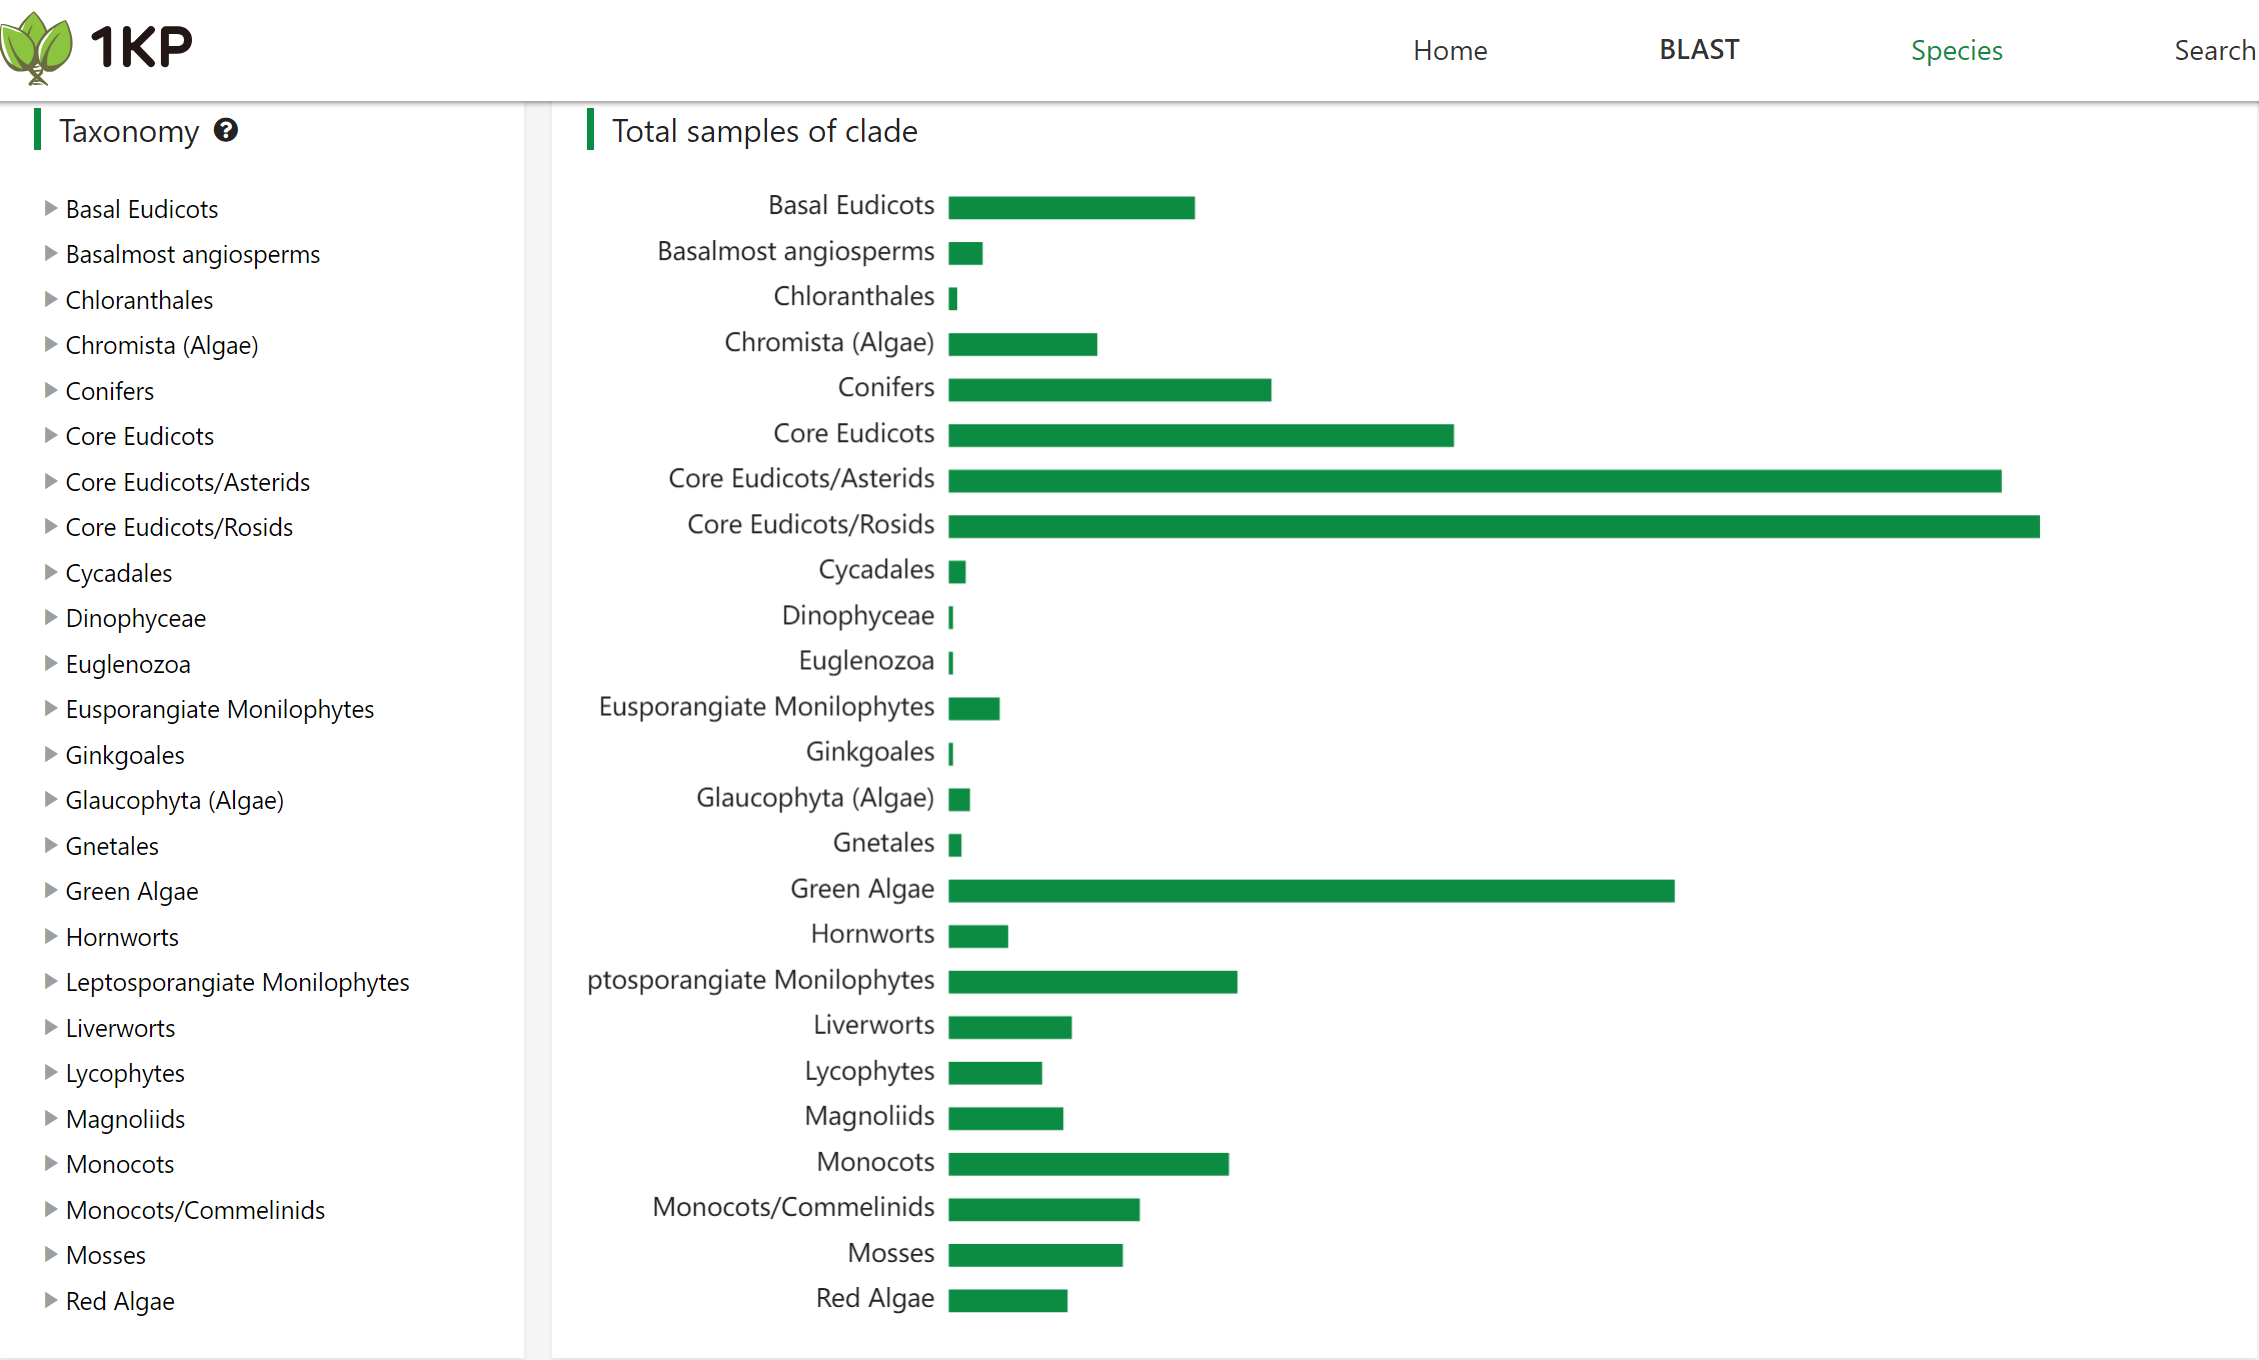 1KP
Home
BLAST
Species
Search
Taxonomy
Basal Eudicots
Basalmost angiosperms
Chloranthales
Chromista (Algae)
Conifers
Core Eudicots
Core Eudicots/Asterids
Core Eudicots/Rosids
Cycadales
Dinophyceae
Euglenozoa
Eusporangiate Monilophytes
Ginkgoales
Glaucophyta (Algae)
Gnetales
Green Algae
Hornworts
Leptosporangiate Monilophytes
Liverworts
Lycophytes
Magnoliids
Monocots
Monocots/Commelinids
Mosses
Red Algae
Total samples of clade
Basal Eudicots
Basalmost angiosperms
Chloranthales
Chromista (Algae)
Conifers
Core Eudicots
Core Eudicots/Asterids
Core Eudicots/Rosids
Cycadales
Dinophyceae
Euglenozoa
Eusporangiate Monilophytes
Ginkgoales
Glaucophyta (Algae)
Gnetales
Green Algae
Hornworts
ptosporangiate Monilophytes
Liverworts
Lycophytes
Magnoliids
Monocots
Monocots/Commelinids
Mosses
Red Algae